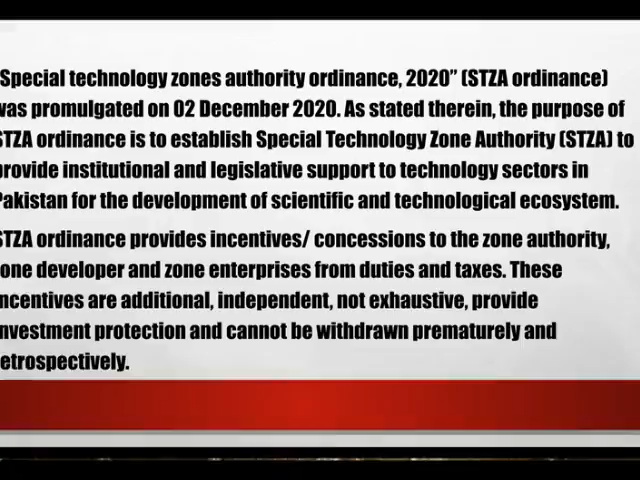 Special technology zones authority ordinance, 2020” (STZA ordinance)
was promulgated on 02 December 2020. As stated therein, the purpose of
STZA ordinance is to establish Special Technology Zone Authority (STZA) to
provide institutional and legislative support to technology sectors in
Pakistan for the development of scientific and technological ecosystem.
STZA ordinance provides incentives/ concessions to the zone authority,
zone developer and zone enterprises from duties and taxes. These
incentives are additional, independent, not exhaustive, provide
investment protection and cannot be withdrawn prematurely and
retrospectively.